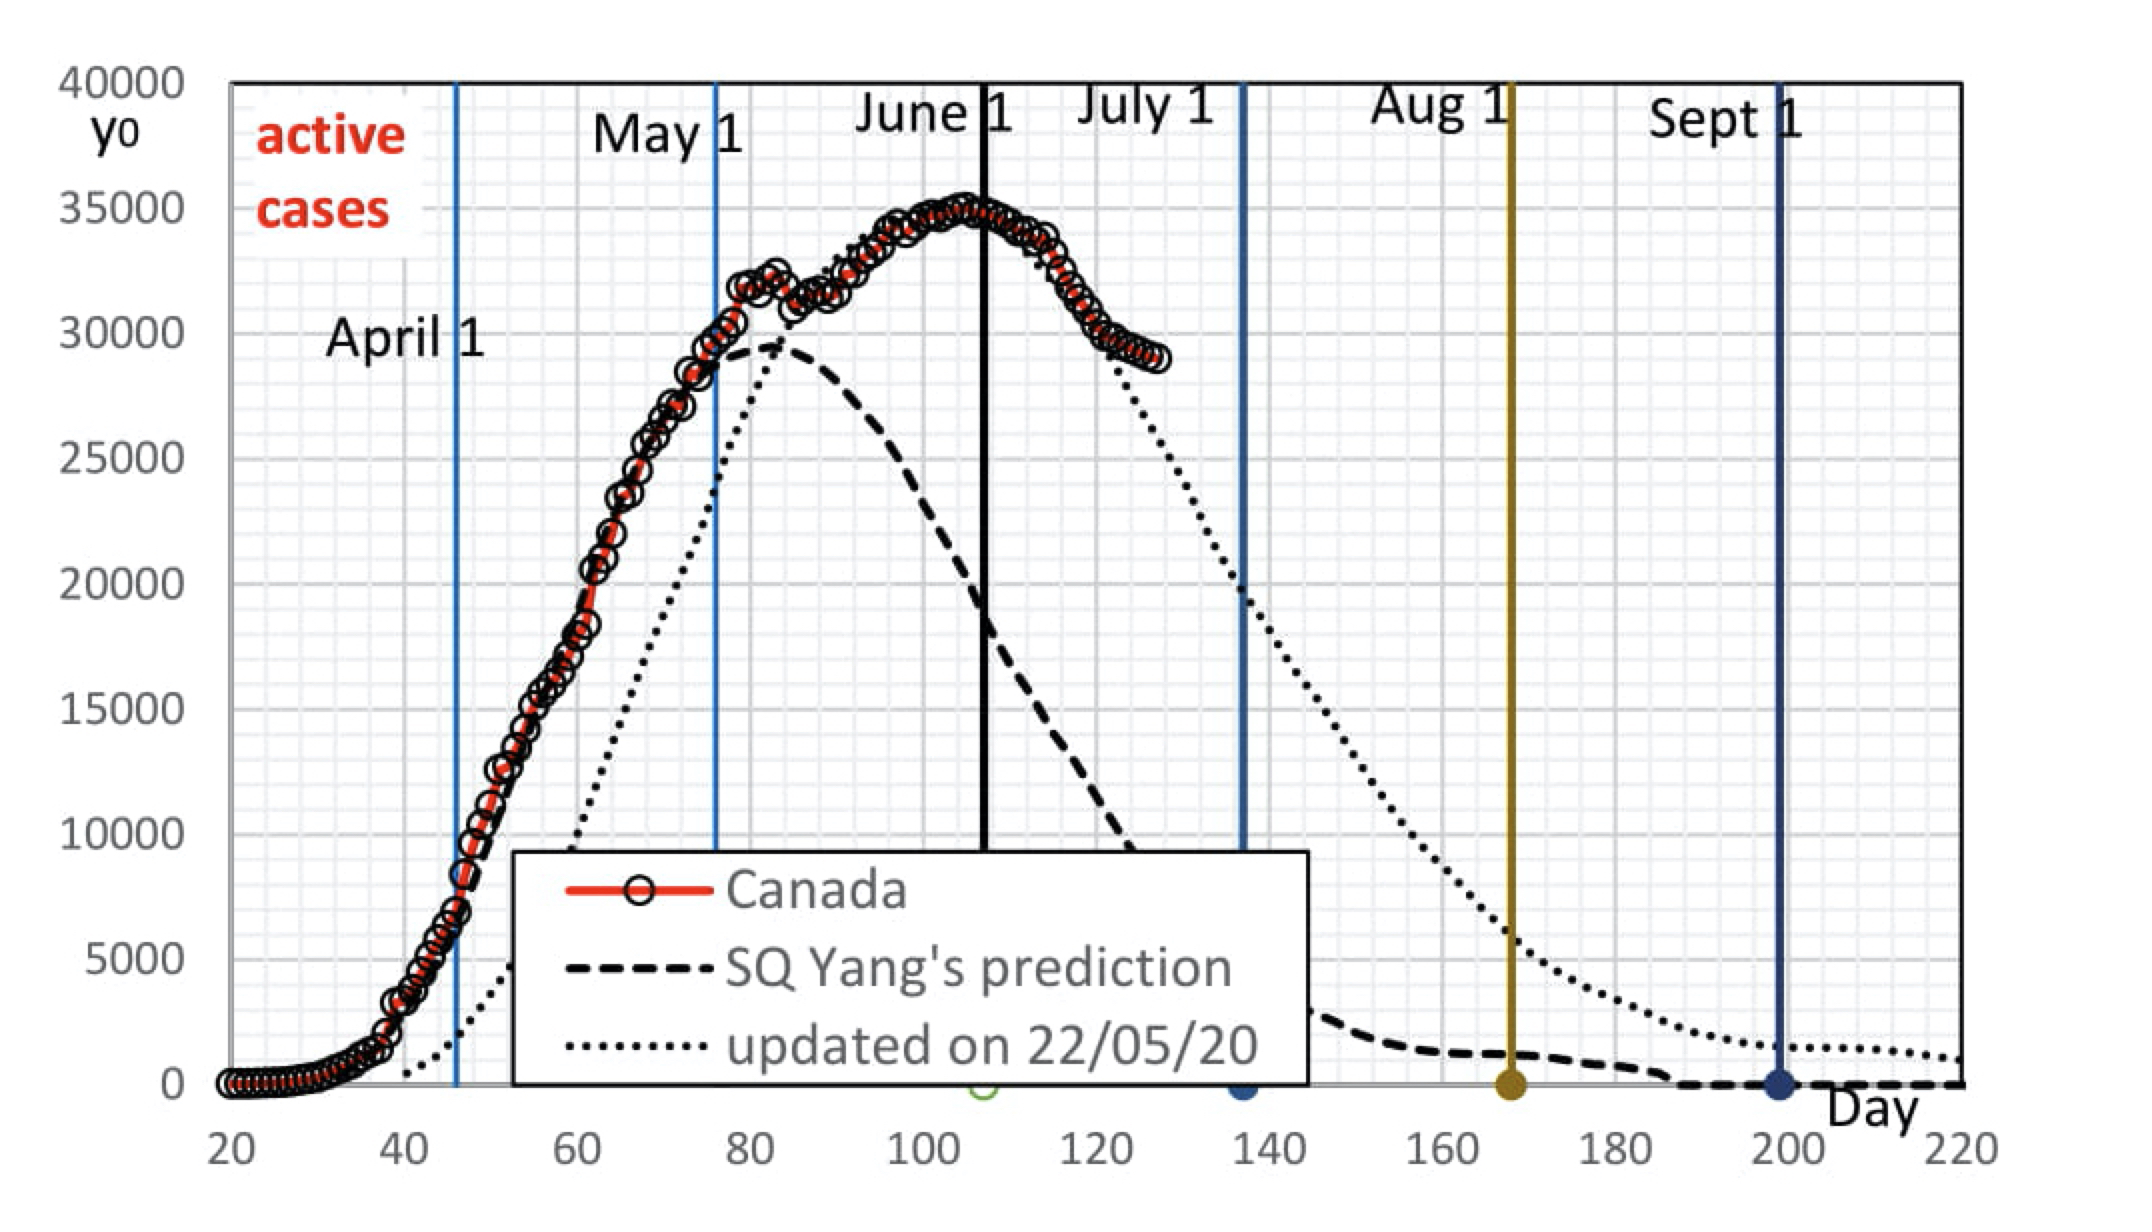 40000
yo
35000
30000
25000
20000
15000
10000
5000
0
active
cases
April 1
May 1
June 1
July 1
Aug 1
Sept 1
Canada
SQ Yang's prediction
updated on 22/05/20
Day
20 40 60 80 100 120 140 160 180 200 220